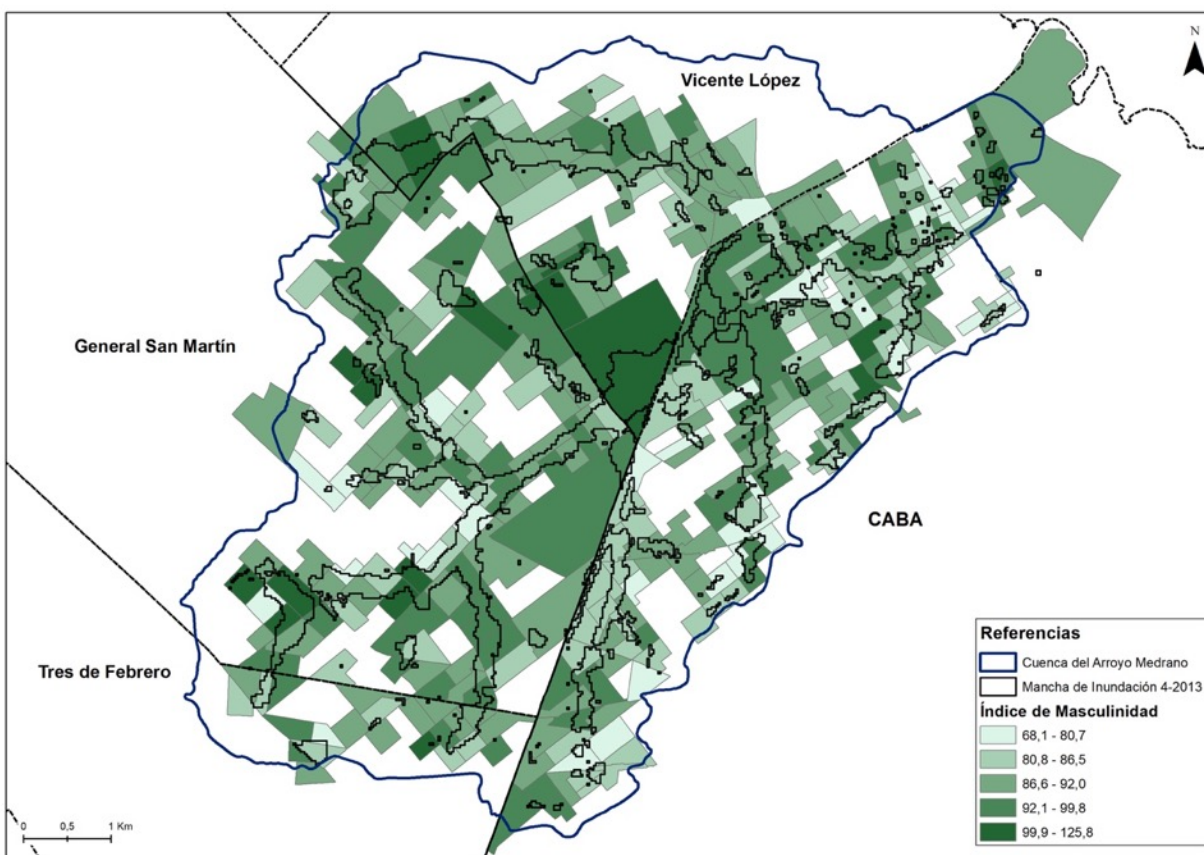 N
Vicente López
General San Martín
CABA
Tres de Febrero
0 0,5 1 Km
Referencias
Cuenca del Arroyo Medrano
Mancha de Inundación 4-2013
Índice de Masculinidad
68,1 - 80,7
80,8 - 86,5
86,6 - 92,0
92,1 - 99,8
99,9 - 125,8